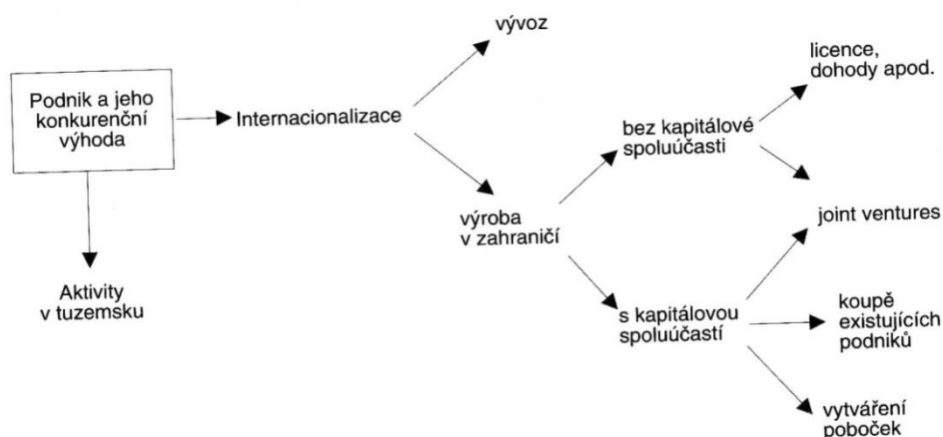 vývoz
licence,
dohody apod.
Podnik a jeho
konkurenční
výhoda
Internacionalizace
bez kapitálové
spoluúčasti
výroba
v zahraničí
joint ventures
Aktivity
v tuzemsku
s kapitálovou
spoluúčastí
koupě
existujících
podniků
vytváření
poboček